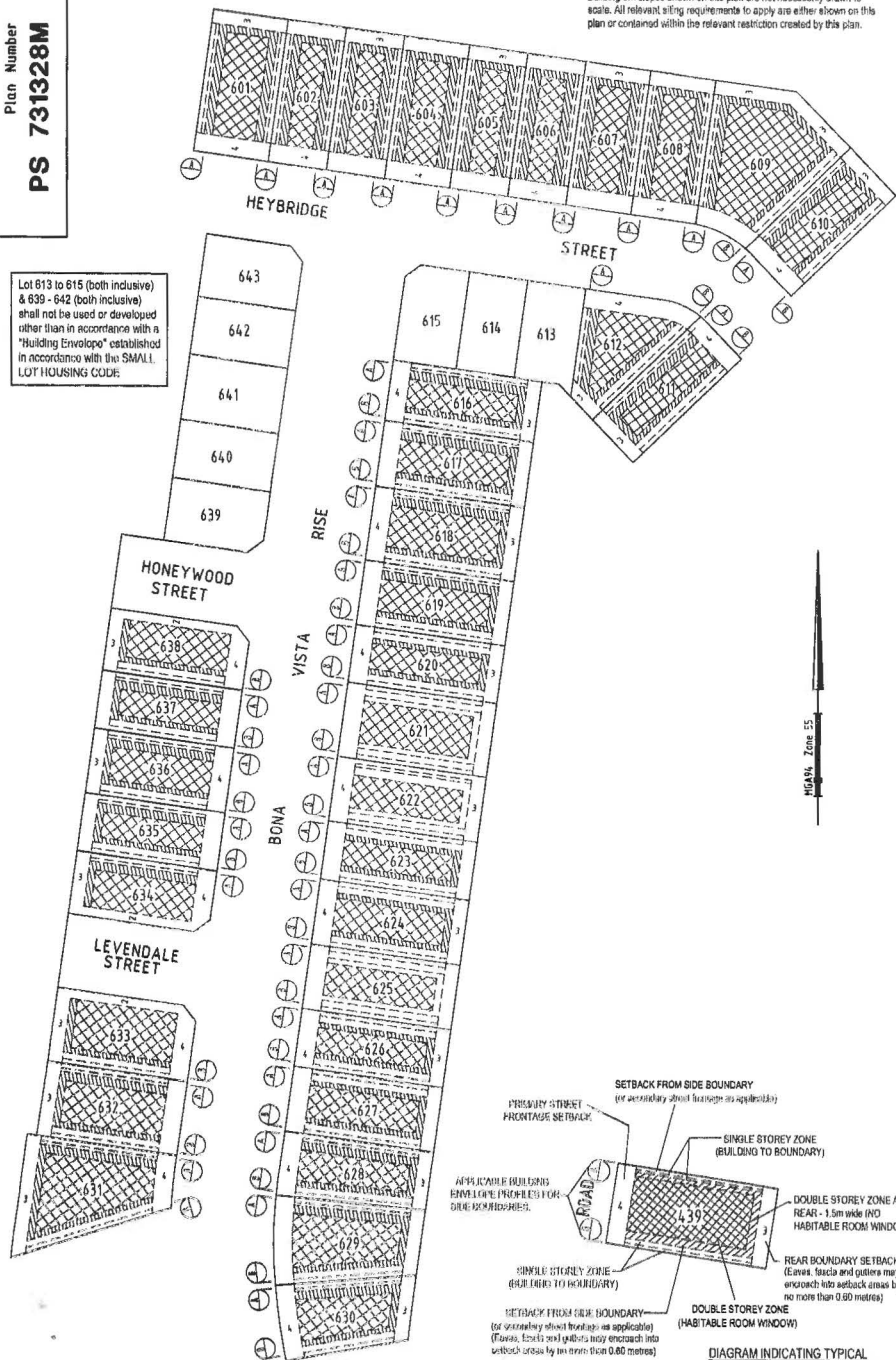 Plan Number
PS 731328M
scale. All relevant siting requirements to apply are either shown on this
plan or contained within the relevant restriction created by this plan.
Lot 613 to 615 (both inclusive)
& 639 - 642 (both inclusive)
shall not be used or developed
other than in accordance with a
"Building Envelope" established
in accordance with the SMALL
LOT HOUSING CODE
601
602
603
604
605
606
607
608
609
610
HEYBRIDGE
STREET
643
642
641
640
639
615
614
613
612
611
616
617
618
619
620
621
622
623
624
625
626
627
628
629
630
RISE
VISTA
BONA
HONEYWOOD
STREET
638
637
636
635
634
LEVENDALE
STREET
633
632
631
MGA94 Zone 55
SETBACK FROM SIDE BOUNDARY
(or secondary street frontage as applicable)
PRIMARY STREET
FRONTAGE SETBACK
SINGLE STOREY ZONE
(BUILDING TO BOUNDARY)
APPLICABLE BUILDING
ENVELOPE PROFILES FOR
SIDE BOUNDARIES.
ROAD
4
439
3
DOUBLE STOREY ZONE
REAR - 1.5m wide (NO
HABITABLE ROOM
REAR BOUNDARY SETBACK
(Eaves, fascia and gutters may
encroach into setback areas
no more than 0.60 metres)
SINGLE STOREY ZONE
(BUILDING TO BOUNDARY)
DOUBLE STOREY ZONE
(HABITABLE ROOM WINDOW)
SETBACK FROM SIDE BOUNDARY
(or secondary street frontage as applicable)
(Eaves, fascia and gutters may encroach into
setback areas by no more than 0.60 metres)
DIAGRAM INDICATING TYPICAL